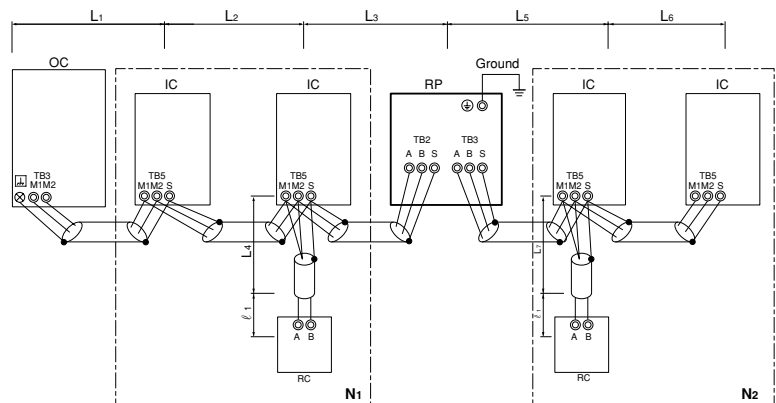 L1 L2 L3 L5 L6
OC
IC IC
RP
Ground
IC IC
TB3
M1M2
TB5
M1M2 S
TB5
M1M2 S
TB2 TB3
A B S A B S
TB5
M1M2 S
TB5
M1M2 S
L4
ℓ1
A B
RC
N1
L7
ℓ1
A B
RC
N2